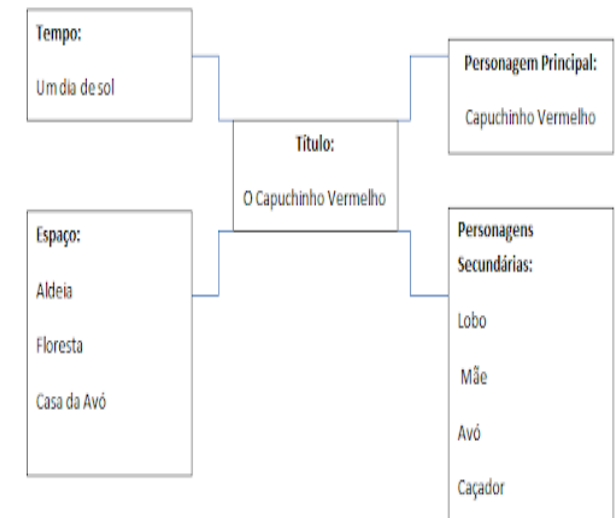 Tempo:
Um dia de sol
Personagem Principal:
Capuchinho Vermelho
Título:
O Capuchinho Vermelho
Espaço:
Aldeia
Floresta
Casa da Avó
Personagens
Secundárias:
Lobo
Mãe
Avó
Caçador